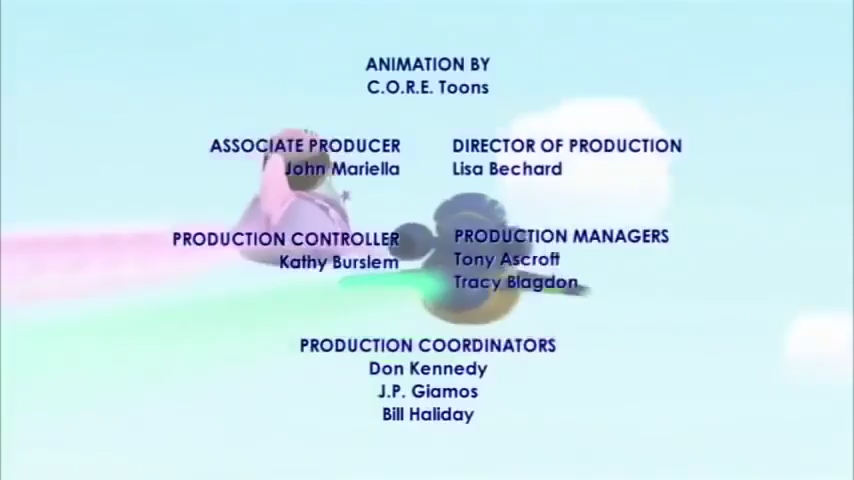 ANIMATION BY
C.O.R.E. Toons
ASSOCIATE PRODUCER
John Mariella
DIRECTOR OF PRODUCTION
Lisa Bechard
PRODUCTION CONTROLLER
Kathy Burslem
PRODUCTION MANAGERS
Tony Ascroft
Tracy Blagdon
PRODUCTION COORDINATORS
Don Kennedy
J.P. Giamos
Bill Haliday